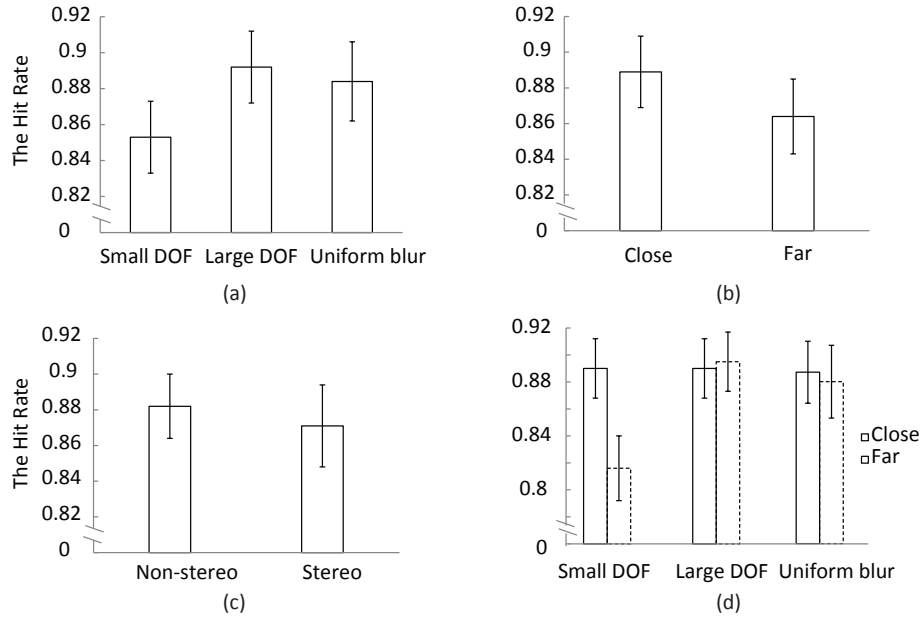 The Hit Rate
0.92
0.9
0.88
0.86
0.84
0.82
0
Small DOF Large DOF Uniform blur
(a)
0.92
0.9
0.88
0.86
0.84
0.82
0
Close Far
(b)
The Hit Rate
0.92
0.9
0.88
0.86
0.84
0.82
0
Non-stereo Stereo
(c)
0.92
0.88
0.84
0.8
0
Close
Far
Small DOF Large DOF Uniform blur
(d)